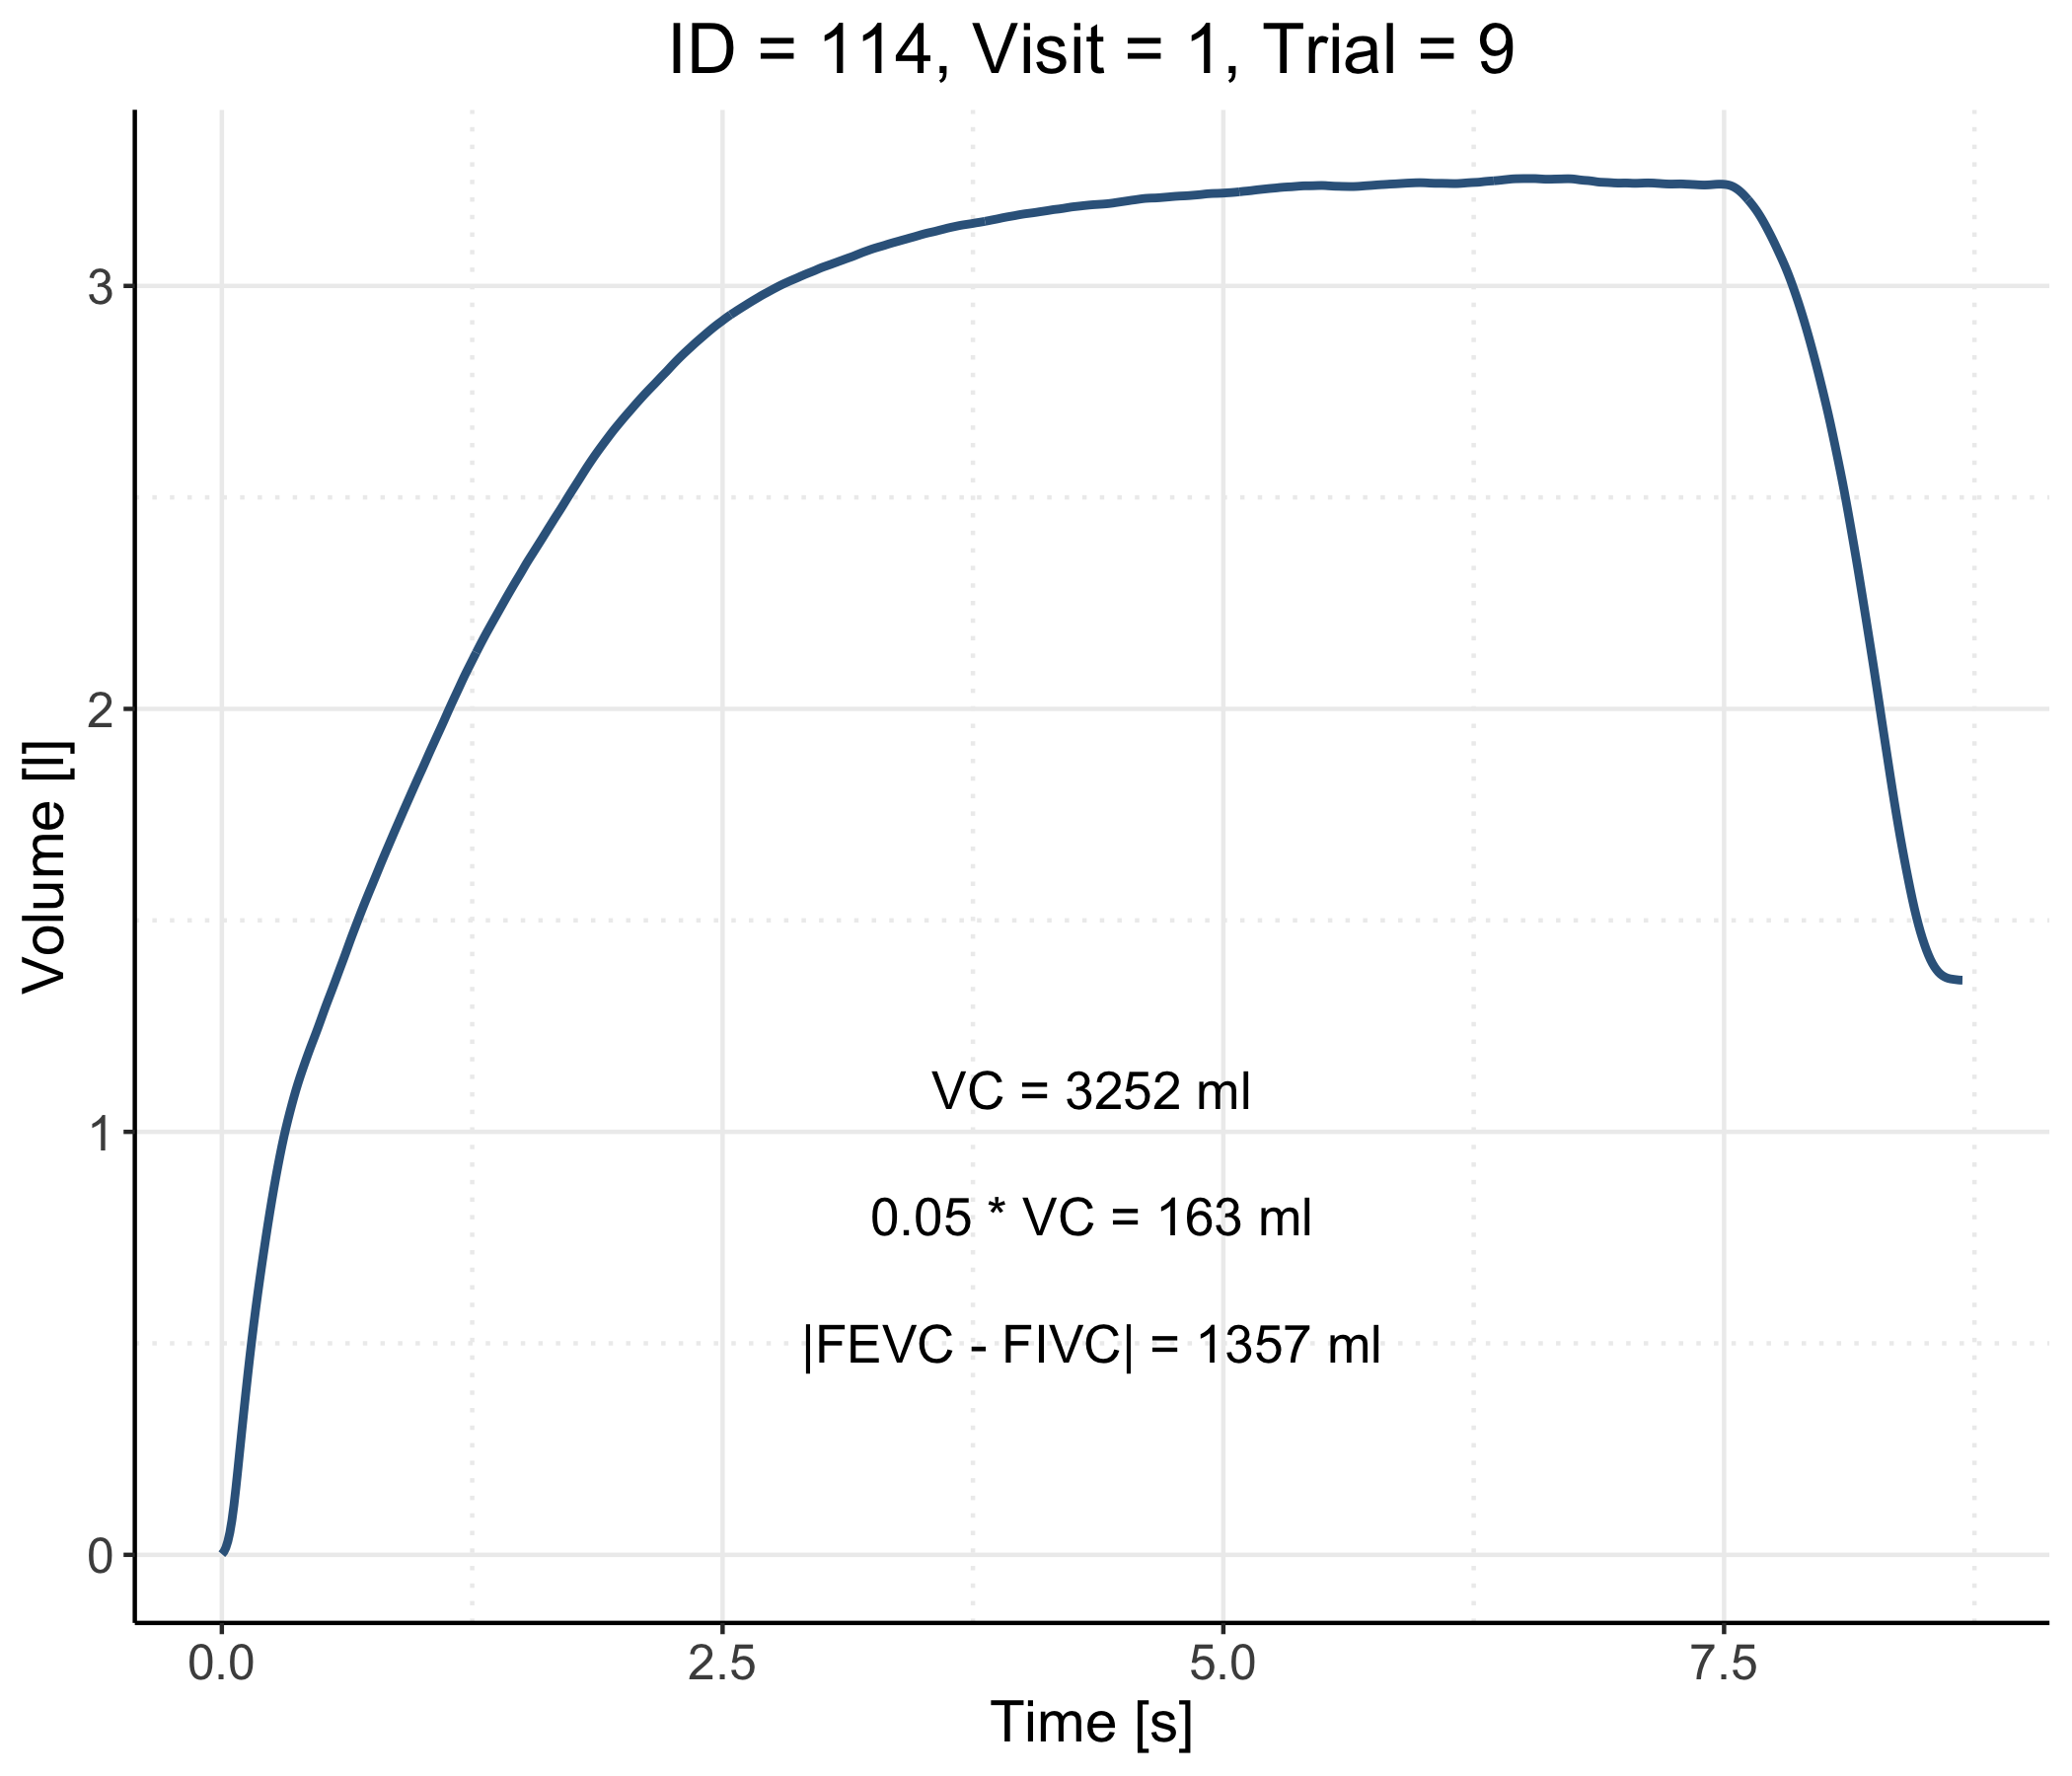 ID = 114, Visit = 1, Trial = 9
3
2
1
0
Volume [l]
VC = 3252 ml
0.05 * VC = 163 ml
|FEVC - FIVC| = 1357 ml
0.0 2.5 5.0 7.5
Time [s]